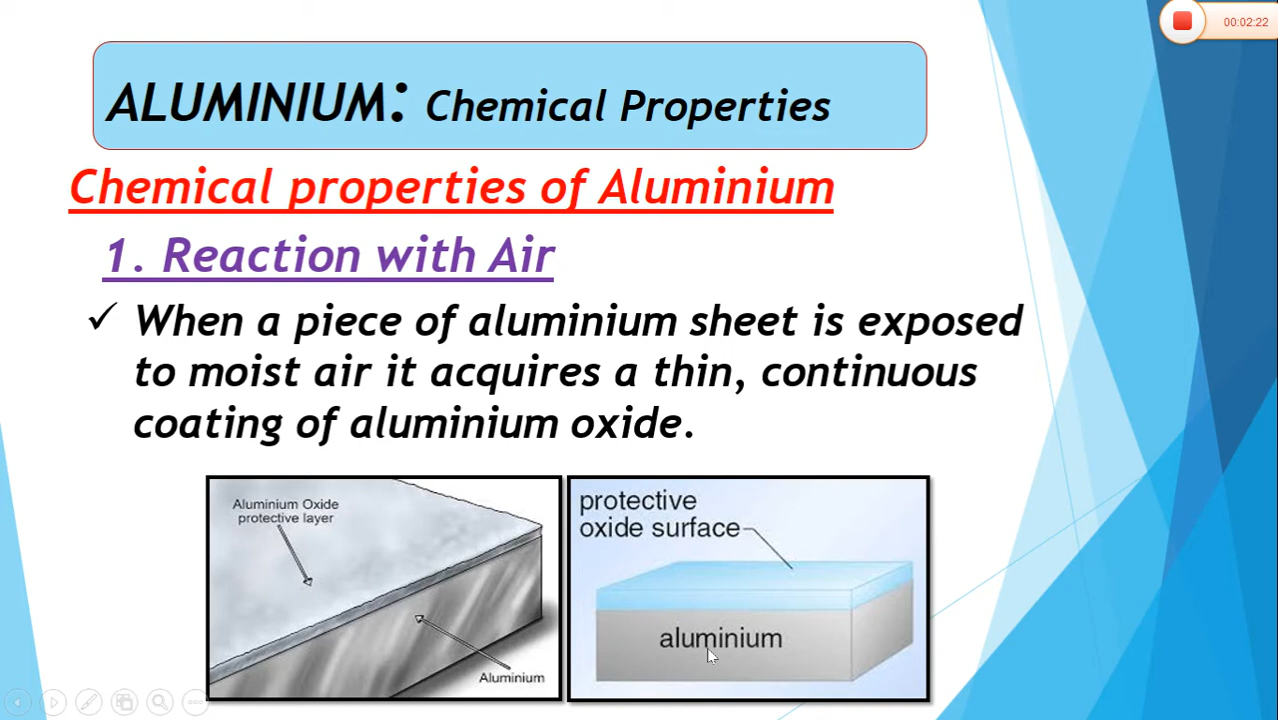 00:02:22
ALUMINIUM: Chemical Properties
Chemical properties of Aluminium
1. Reaction with Air
✓ When a piece of aluminium sheet is exposed
to moist air it acquires a thin, continuous
coating of aluminium oxide.
Aluminium Oxide
protective layer
Aluminium
protective
oxide surface
aluminium